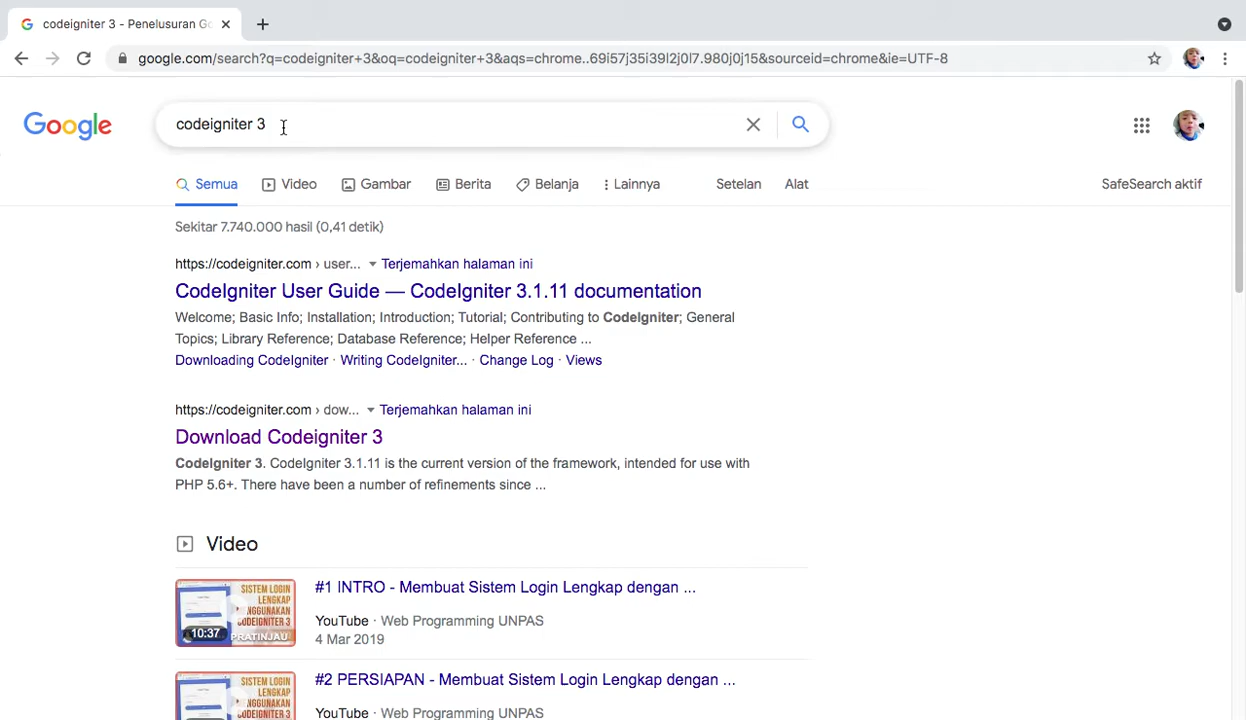 codeigniter 3 - Penelusuran Go
google.com/search?q=codeigniter+3&oq=codeigniter+3&aqs=chrome..69i57j35i39l2j0l7.980j0j15&sourceid=chrome&ie=UTF-8
Google
codeigniter 3
Semua Video Gambar Berita Belanja Lainnya Setelan Alat SafeSearch aktif
Sekitar 7.740.000 hasil (0,41 detik)
https://codeigniter.com › user... Terjemahkan halaman ini
CodeIgniter User Guide — CodeIgniter 3.1.11 documentation
Welcome; Basic Info; Installation; Introduction; Tutorial; Contributing to CodeIgniter; General
Topics; Library Reference; Database Reference; Helper Reference ...
Downloading CodeIgniter · Writing CodeIgniter... · Change Log · Views
https://codeigniter.com › dow... Terjemahkan halaman ini
Download Codeigniter 3
CodeIgniter 3. CodeIgniter 3.1.11 is the current version of the framework, intended for use with
PHP 5.6+. There have been a number of refinements since ...
Video
SISTEM LOGIN
LENGKAP
MENGGUNAKAN
CODEIGNITER 3
10:37 PRATINJAU
#1 INTRO - Membuat Sistem Login Lengkap dengan ...
YouTube · Web Programming UNPAS
4 Mar 2019
SISTEM LOGIN
LENGKAP
MENGGUNAKAN
CODEIGNITER 3
#2 PERSIAPAN - Membuat Sistem Login Lengkap dengan ...
YouTube · Web Programming UNPAS